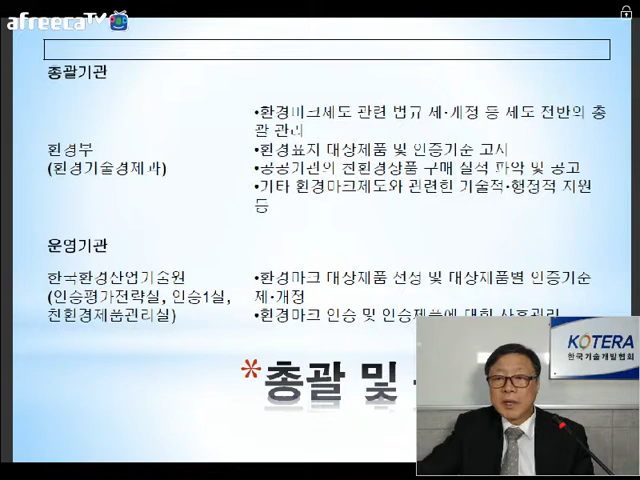 afreecaTV
총괄기관
•환경마크제도 관련 법규 제·개정 등 제도 전반의 총
괄 관리
환경부
•환경표지 대상제품 및 인증기준 고시
(환경기술경제과)
•공공기관의 친환경상품 구매 실적 파악 및 공고
•기타 환경마크제도와 관련한 기술적·행정적 지원
등
운영기관
한국환경산업기술원
•환경마크 대상제품 선정 및 대상제품별 인증기준
(인증평가전략실, 인증1실,
제·개정
친환경제품관리실)
•환경마크 인증 및 인증제품에 대한 사후관리
KOTERA
한국기술개발협회
*총괄 및